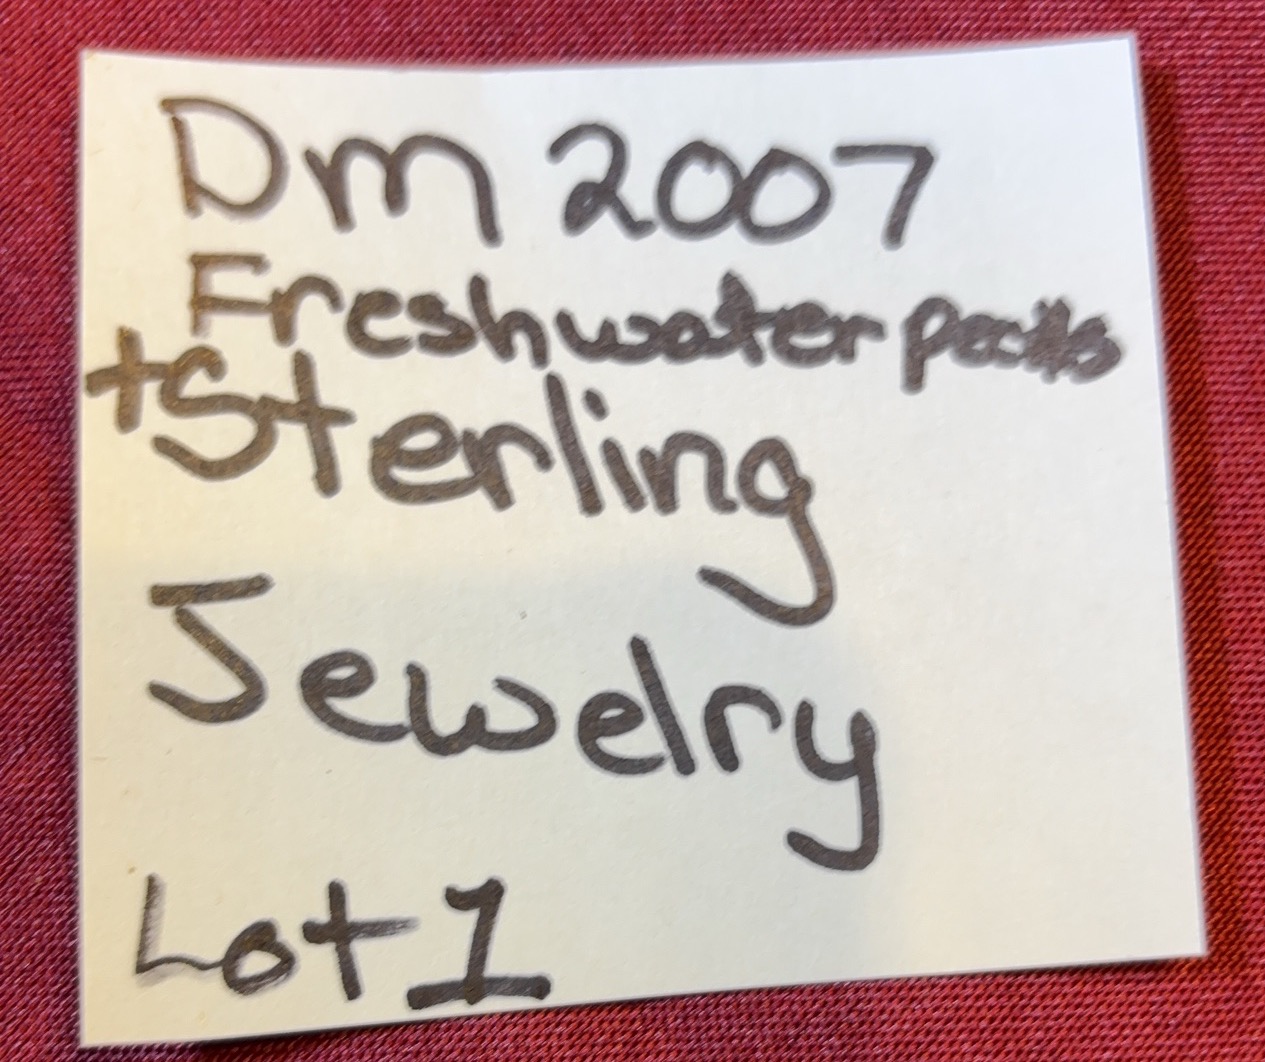 Dm 2007
Freshwater pearls
+ Sterling
Jewelry
Lot 1